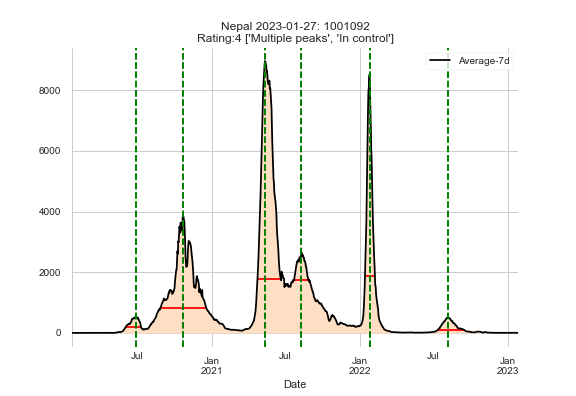 Nepal 2023-01-27: 1001092
Rating:4 ['Multiple peaks', 'In control']
Average-7d
8000
6000
4000
2000
0
Jul
Jan
2021
Jul
Jan
2022
Jul
Jan
2023
Date